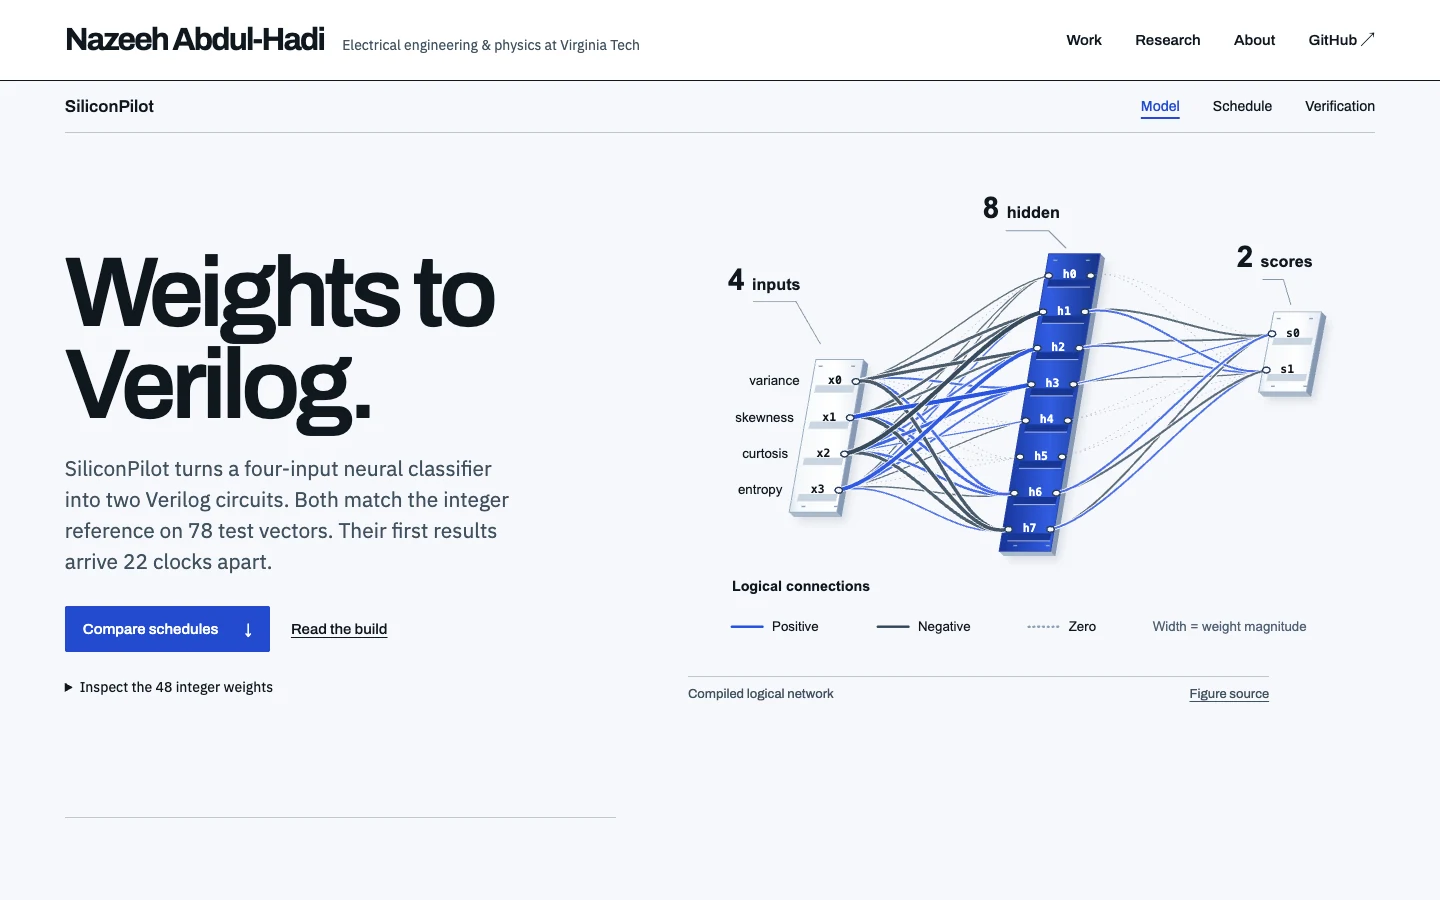 Nazeeh Abdul-Hadi
Electrical engineering & physics at Virginia Tech
Work
Research
About
GitHub ↗
SiliconPilot
Model
Schedule
Verification
Weights to
Verilog.
SiliconPilot turns a four-input neural classifier
into two Verilog circuits. Both match the integer
reference on 78 test vectors. Their first results
arrive 22 clocks apart.
Compare schedules ↓
Read the build
▶ Inspect the 48 integer weights
8 hidden
2 scores
4 inputs
h0
h1
h2
h3
h4
h5
h6
h7
s0
s1
variance x0
skewness x1
curtosis x2
entropy x3
Logical connections
Positive
Negative
Zero
Width = weight magnitude
Compiled logical network
Figure source